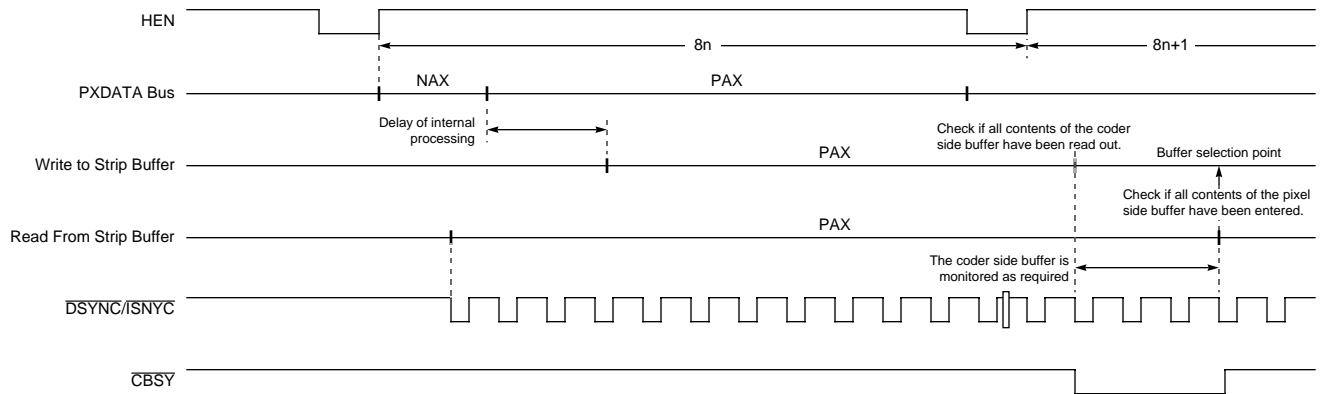 HEN
8n
8n+1
NAX
PAX
PXDATA Bus
Delay of internal
processing
Check if all contents of the coder
side buffer have been read out.
PAX
Buffer selection point
Write to Strip Buffer
Check if all contents of the pixel
side buffer have been entered.
PAX
Read From Strip Buffer
The coder side buffer is
monitored as required
DSYNC/ISNYC
CBSY